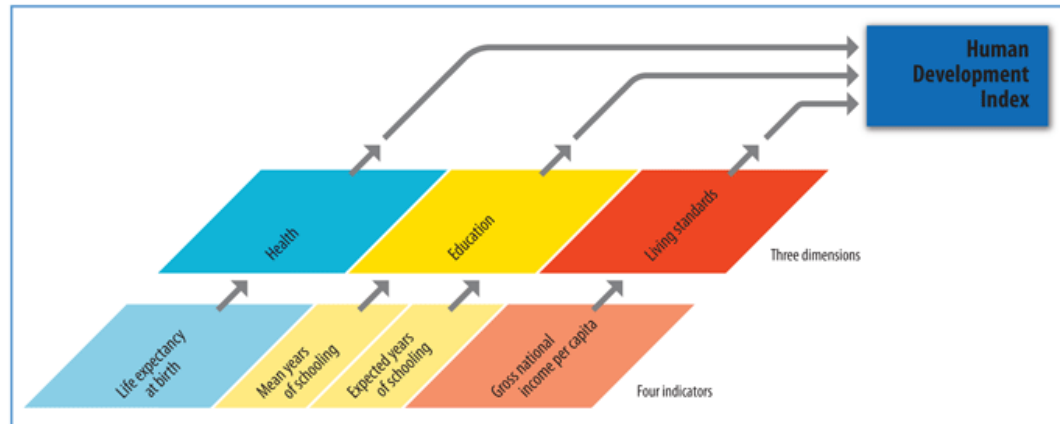 Human
Development
Index
Health
Education
Living standards
Three dimensions
Life expectancy
at birth
Mean years
of schooling
Expected years
of schooling
Gross national
income per capita
Four indicators